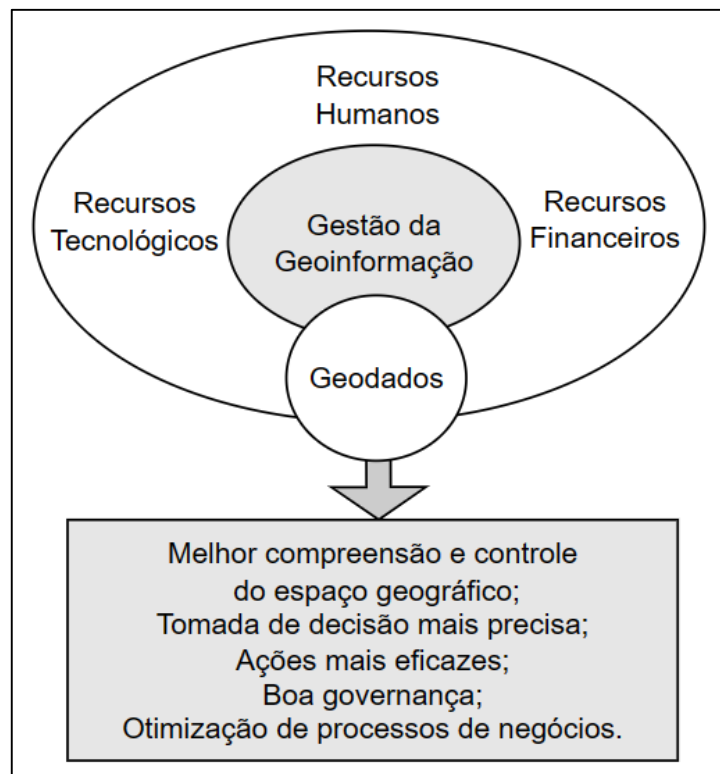 Recursos
Humanos
Recursos
Tecnológicos
Gestão da
Geoinformação
Recursos
Financeiros
Geodados
Melhor compreensão e controle
do espaço geográfico;
Tomada de decisão mais precisa;
Ações mais eficazes;
Boa governança;
Otimização de processos de negócios.